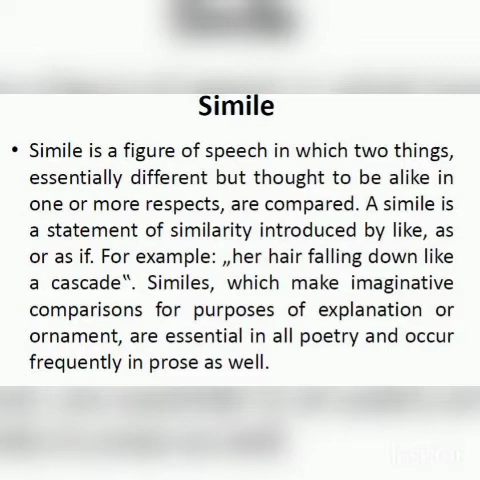 Simile
• Simile is a figure of speech in which two things,
essentially different but thought to be alike in
one or more respects, are compared. A simile is
a statement of similarity introduced by like, as
or as if. For example: „her hair falling down like
a cascade‟. Similes, which make imaginative
comparisons for purposes of explanation or
ornament, are essential in all poetry and occur
frequently in prose as well.